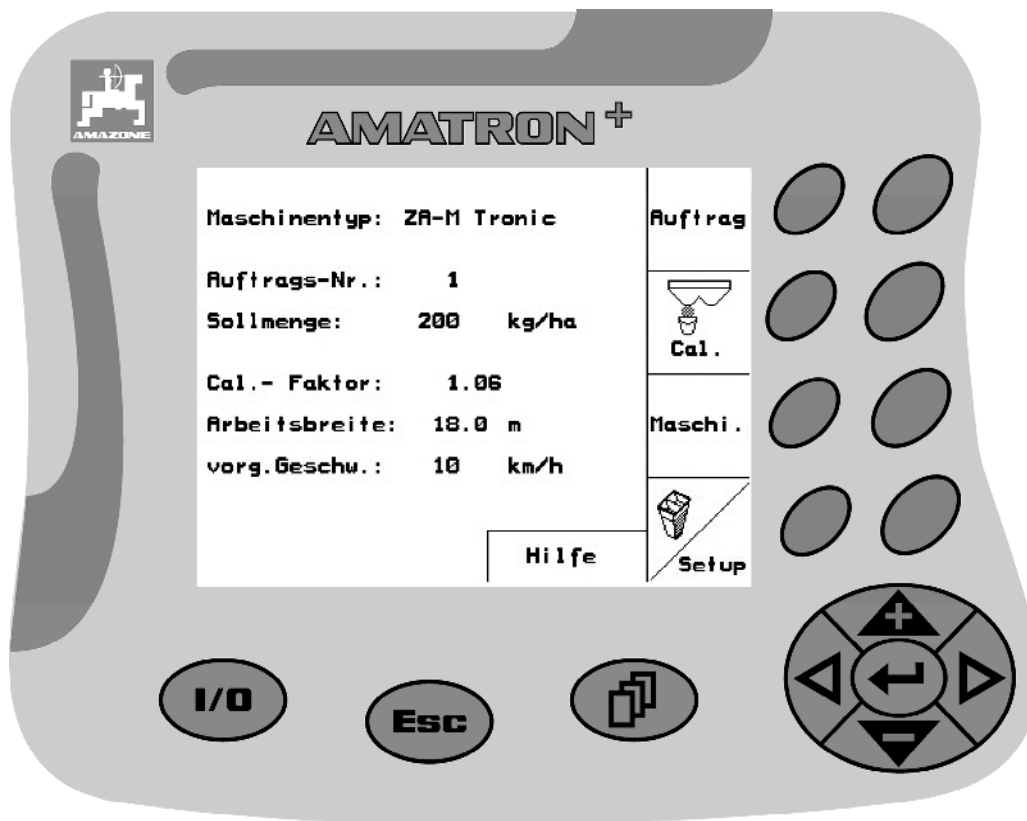 AMAZONE
AMATRON+
Maschinentyp: ZA-M Tronic
Auftrags-Nr.: 1
Sollmenge: 200 kg/ha
Cal.- Faktor: 1.06
Arbeitsbreite: 18.0 m
vorg.Geschw.: 10 km/h
Hilfe
Auftrag
Cal.
Maschi.
Setup
I/O
Esc